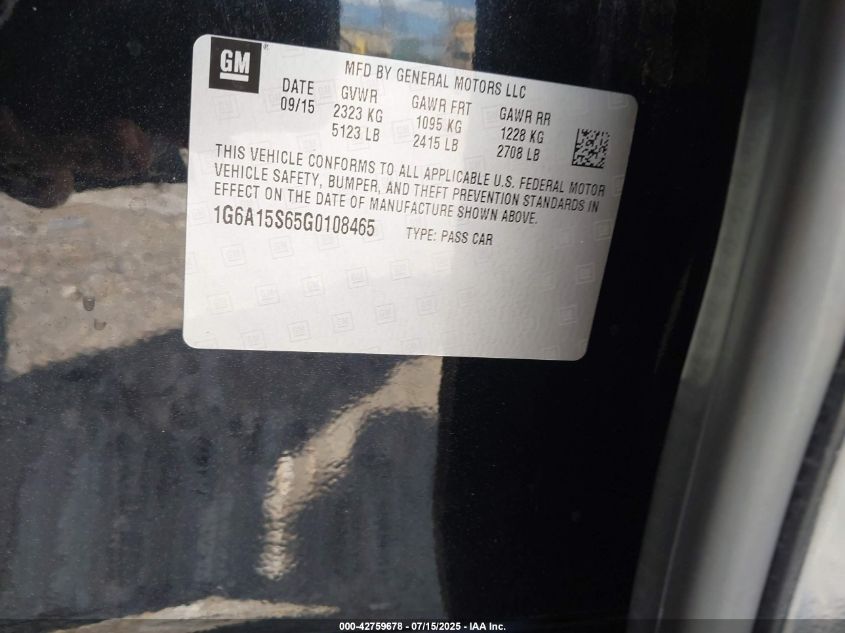 GM ®
MFD BY GENERAL MOTORS LLC
DATE GVWR GAWR FRT GAWR RR
09/15 2323 KG 1095 KG 1228 KG
5123 LB 2415 LB 2708 LB
THIS VEHICLE CONFORMS TO ALL APPLICABLE U.S. FEDERAL MOTOR
VEHICLE SAFETY, BUMPER, AND THEFT PREVENTION STANDARDS IN
EFFECT ON THE DATE OF MANUFACTURE SHOWN ABOVE.
1G6A15S65G0108465 TYPE: PASS CAR
000-42759678 - 07/15/2025 - IAA Inc.